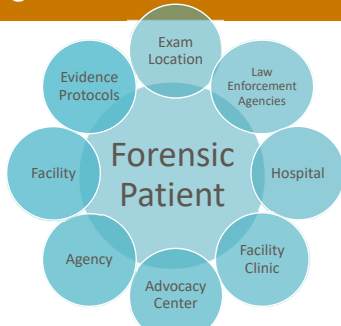 Exam
Location
Law
Enforcement
Agencies
Hospital
Facility
Clinic
Advocacy
Center
Agency
Facility
Evidence
Protocols
Forensic
Patient